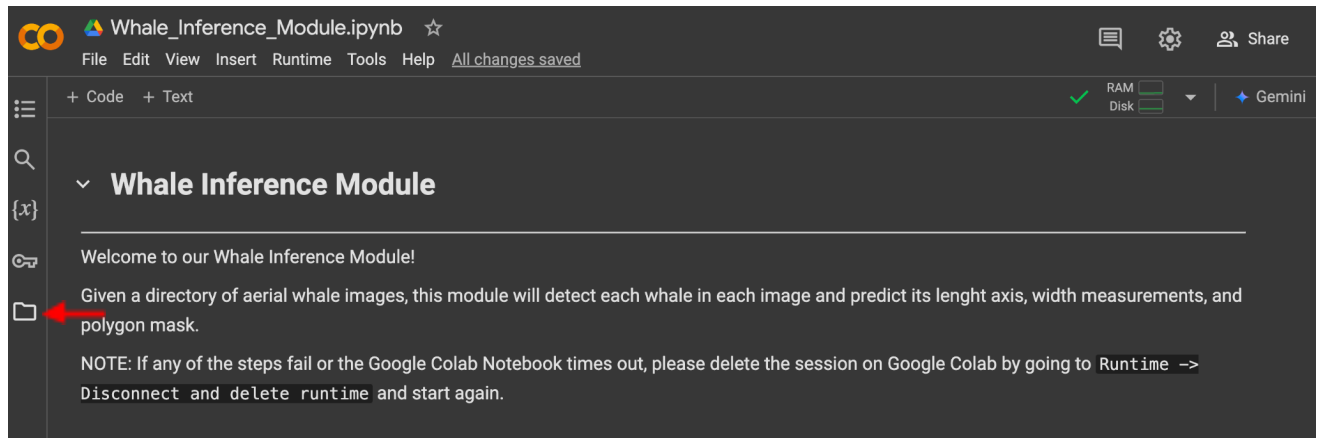 Whale_Inference_Module.ipynb
File Edit View Insert Runtime Tools Help All changes saved
Share
+ Code + Text
RAM
Disk
Gemini
{x}
Whale Inference Module
Welcome to our Whale Inference Module!
Given a directory of aerial whale images, this module will detect each whale in each image and predict its lenght axis, width measurements, and
polygon mask.
NOTE: If any of the steps fail or the Google Colab Notebook times out, please delete the session on Google Colab by going to Runtime ->
Disconnect and delete runtime and start again.